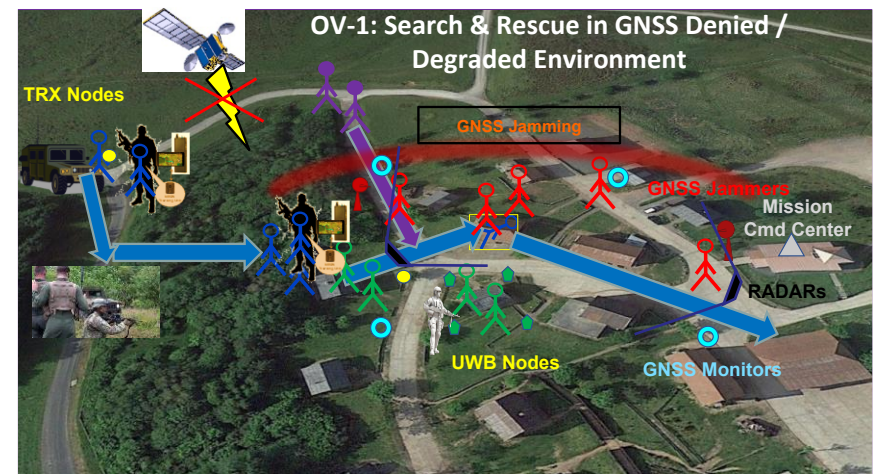 OV-1: Search & Rescue in GNSS Denied /
Degraded Environment
TRX Nodes
GNSS Jamming
GNSS Jammers
Mission
Cmd Center
RADARs
UWB Nodes
GNSS Monitors